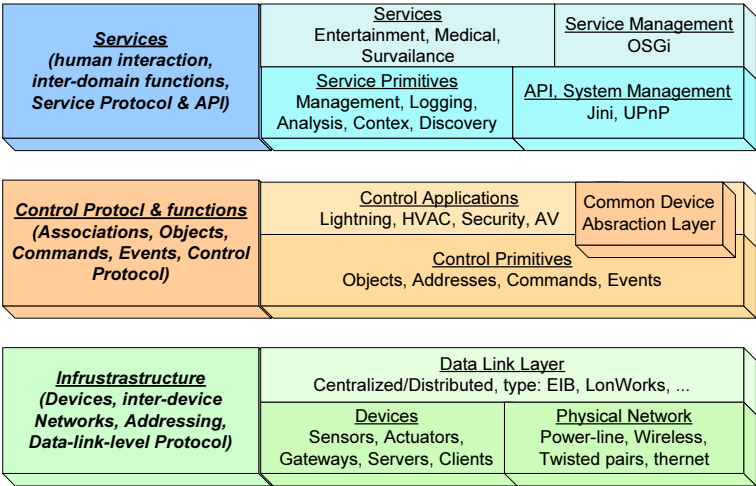 Services
(human interaction,
inter-domain functions,
Service Protocol & API)
Services
Entertainment, Medical,
Survailance
Service Management
OSGi
Service Primitives
Management, Logging,
Analysis, Contex, Discovery
API, System Management
Jini, UPnP
Control Protocl & functions
(Associations, Objects,
Commands, Events, Control
Protocol)
Control Applications
Lightning, HVAC, Security, AV
Common Device
Absraction Layer
Control Primitives
Objects, Addresses, Commands, Events
Infrustrastructure
(Devices, inter-device
Networks, Addressing,
Data-link-level Protocol)
Data Link Layer
Centralized/Distributed, type: EIB, LonWorks, ...
Devices
Sensors, Actuators,
Gateways, Servers, Clients
Physical Network
Power-line, Wireless,
Twisted pairs, thernet